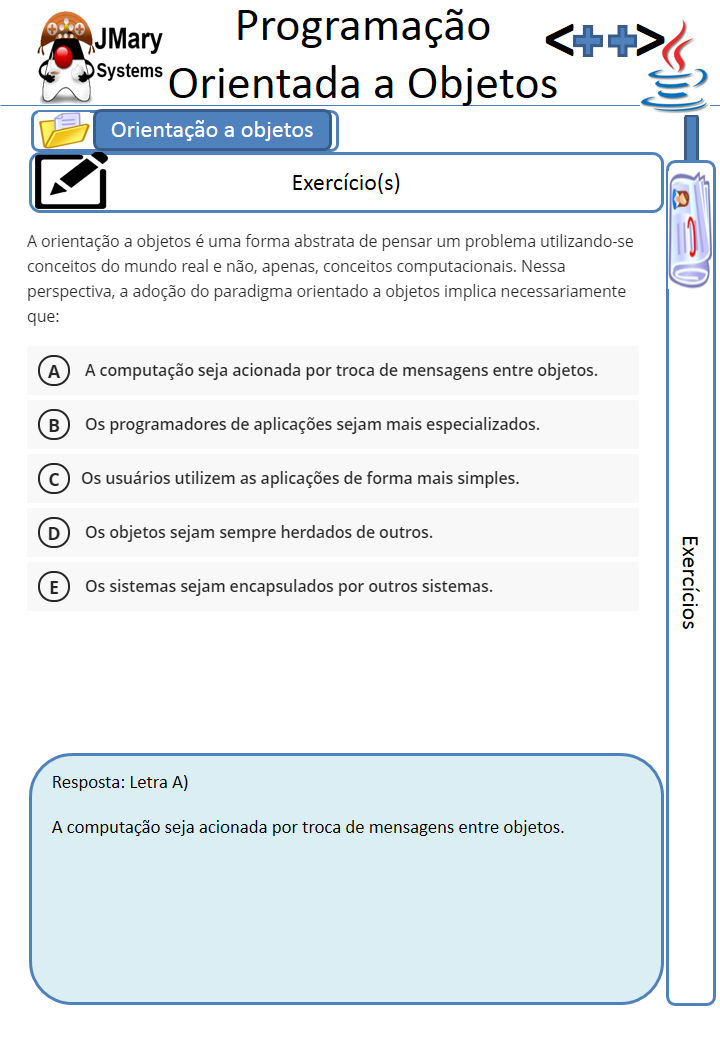 JMary
Systems
Programação
Orientada a Objetos
<++>
Orientação a objetos
Exercício(s)
A orientação a objetos é uma forma abstrata de pensar um problema utilizando-se
conceitos do mundo real e não, apenas, conceitos computacionais. Nessa
perspectiva, a adoção do paradigma orientado a objetos implica necessariamente
que:
A A computação seja acionada por troca de mensagens entre objetos.
B Os programadores de aplicações sejam mais especializados.
C Os usuários utilizem as aplicações de forma mais simples.
D Os objetos sejam sempre herdados de outros.
E Os sistemas sejam encapsulados por outros sistemas.
Exercícios
Resposta: Letra A)
A computação seja acionada por troca de mensagens entre objetos.